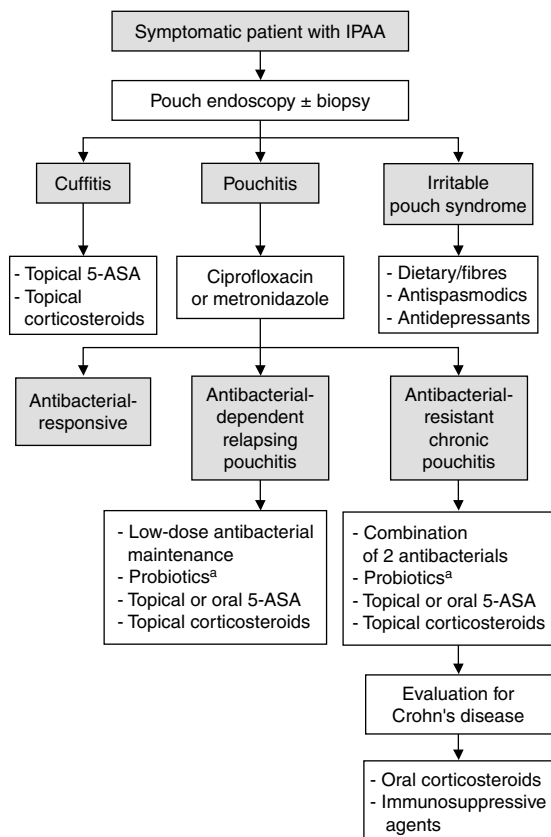 Symptomatic patient with IPAA
Pouch endoscopy ± biopsy
Cuffitis
Pouchitis
Irritable
pouch syndrome
- Topical 5-ASA
- Topical
corticosteroids
Ciprofloxacin
or metronidazole
- Dietary/fibres
- Antispasmodics
- Antidepressants
Antibacterial-
responsive
Antibacterial-
dependent
relapsing
pouchitis
Antibacterial-
resistant
chronic
pouchitis
- Low-dose antibacterial
maintenance
- Probioticsᵃ
- Topical or oral 5-ASA
- Topical corticosteroids
- Combination
of 2 antibacterials
- Probioticsᵃ
- Topical or oral 5-ASA
- Topical corticosteroids
Evaluation for
Crohn's disease
- Oral corticosteroids
- Immunosuppressive
agents